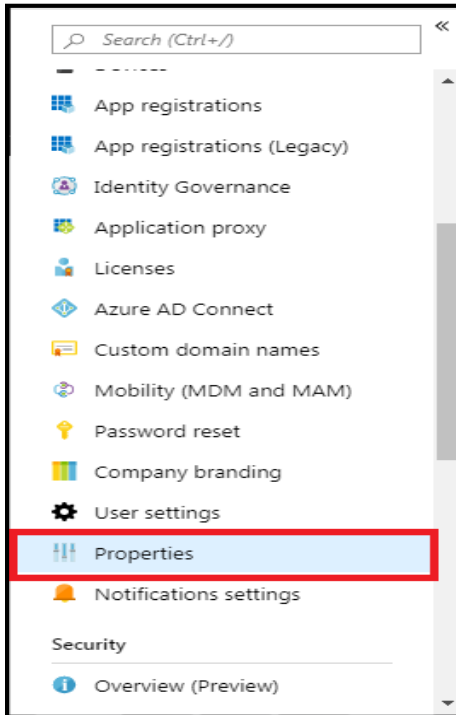 Search (Ctrl+/)
«
App registrations
App registrations (Legacy)
Identity Governance
Application proxy
Licenses
Azure AD Connect
Custom domain names
Mobility (MDM and MAM)
Password reset
Company branding
User settings
Properties
Notifications settings
Security
Overview (Preview)